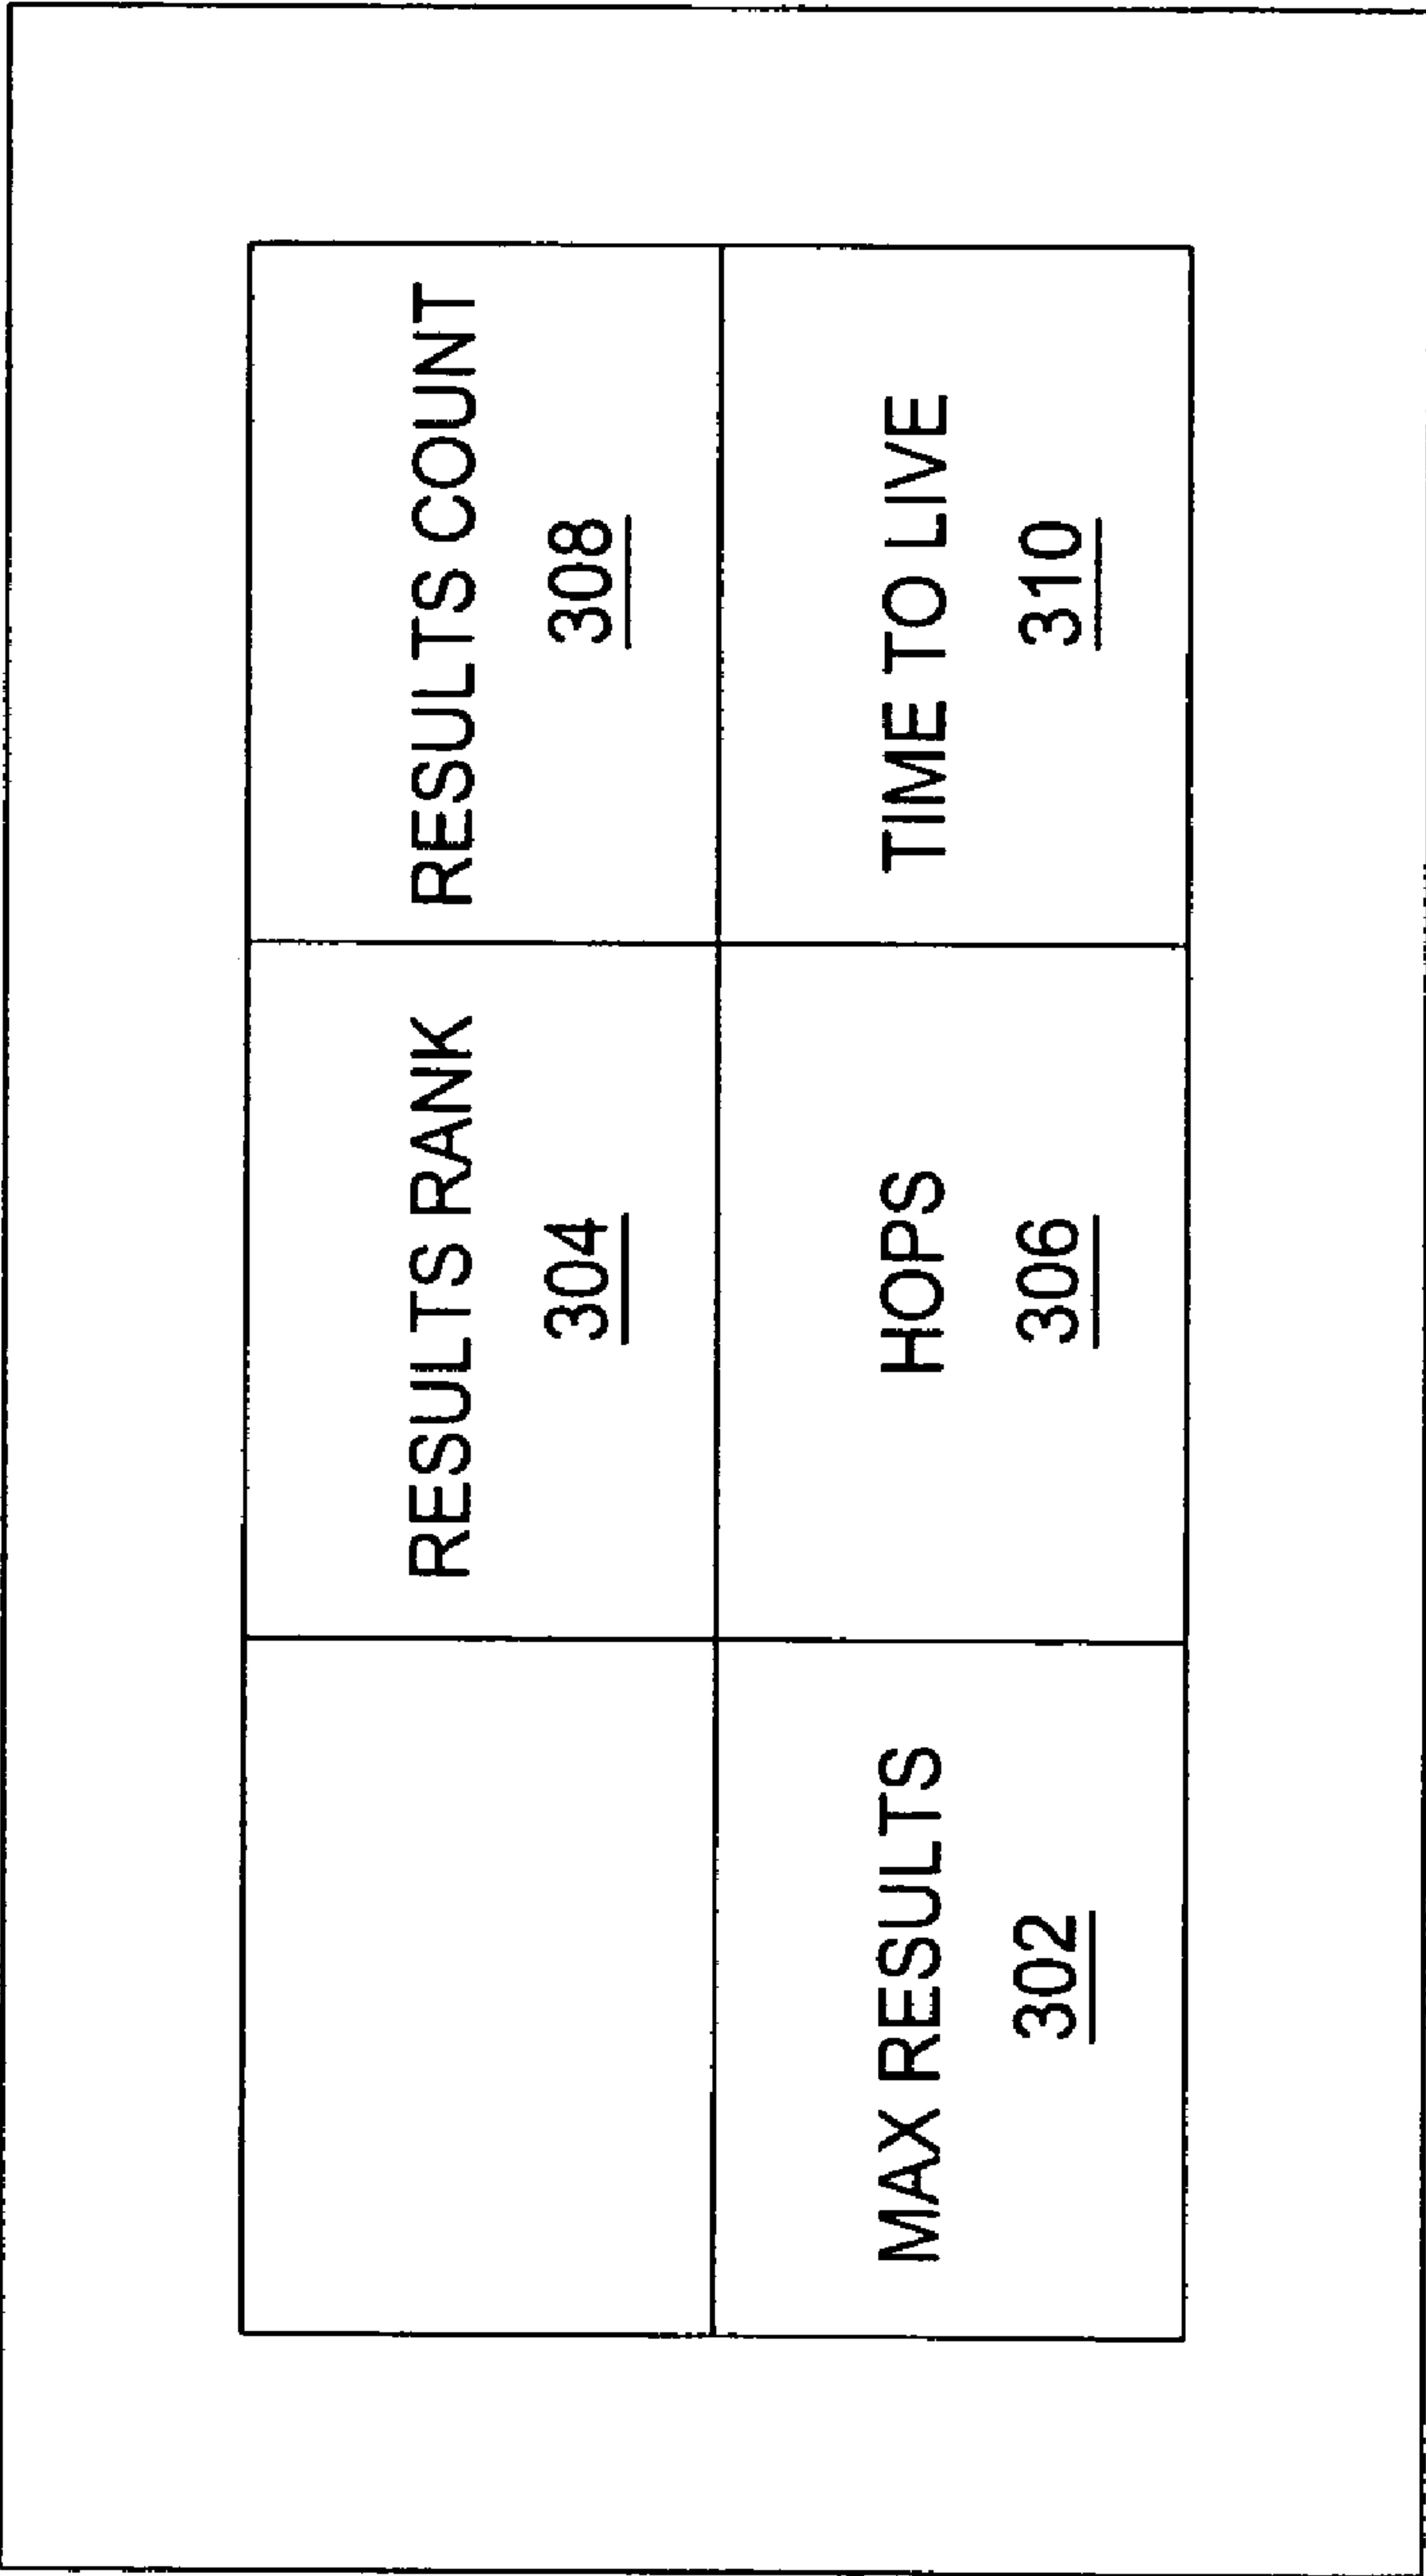 RESULTS RANK
304
RESULTS COUNT
308
MAX RESULTS
302
HOPS
306
TIME TO LIVE
310